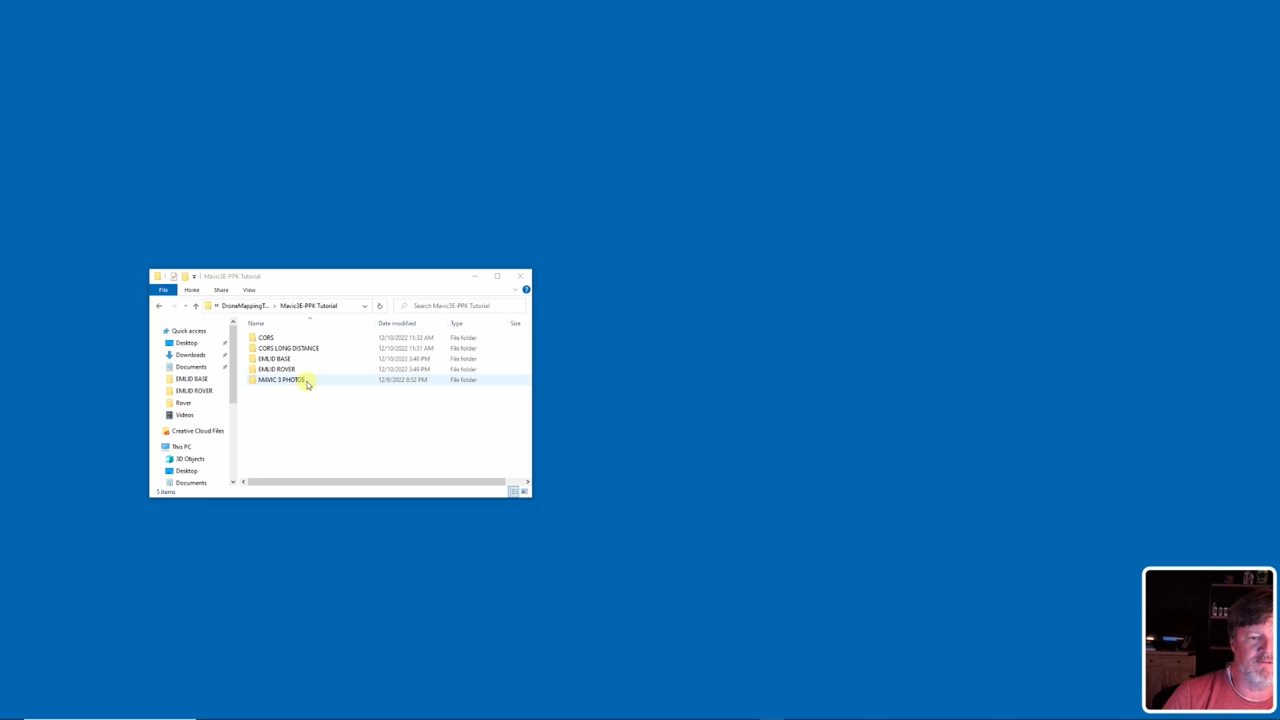 Mavic3E-PPK Tutorial
File Home Share View
DroneMappingT... Mavic3E-PPK Tutorial Search Mavic3E-PPK Tutorial
Name Date modified Type Size
Quick access
Desktop
Downloads
Documents
EMLID BASE
EMLID ROVER
Rover
Videos
Creative Cloud Files
This PC
3D Objects
Desktop
Documents
CORS 12/10/2022 11:32 AM File folder
CORS LONG DISTANCE 12/10/2022 11:31 AM File folder
EMLID BASE 12/10/2022 3:48 PM File folder
EMLID ROVER 12/10/2022 3:49 PM File folder
MAVIC 3 PHOTOS 12/9/2022 8:52 PM File folder
5 items